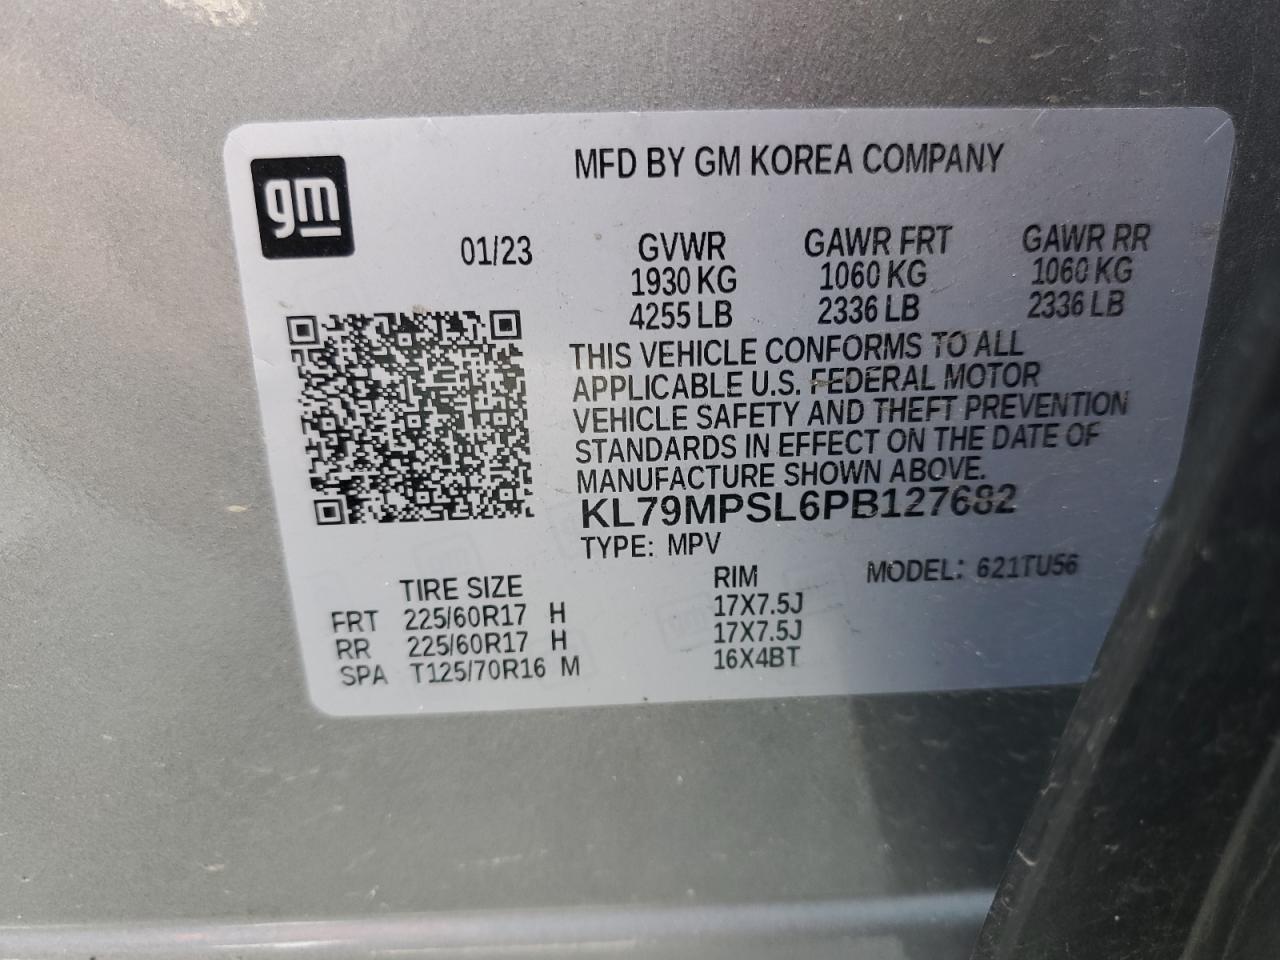 gm
MFD BY GM KOREA COMPANY
01/23 GVWR GAWR FRT GAWR RR
1930 KG 1060 KG 1060 KG
4255 LB 2336 LB 2336 LB
THIS VEHICLE CONFORMS TO ALL
APPLICABLE U.S. FEDERAL MOTOR
VEHICLE SAFETY AND THEFT PREVENTION
STANDARDS IN EFFECT ON THE DATE OF
MANUFACTURE SHOWN ABOVE.
KL79MPSL6PB127682
TYPE: MPV
TIRE SIZE RIM MODEL: 621TU56
FRT 225/60R17 H 17X7.5J
RR 225/60R17 H 17X7.5J
SPA T125/70R16 M 16X4BT